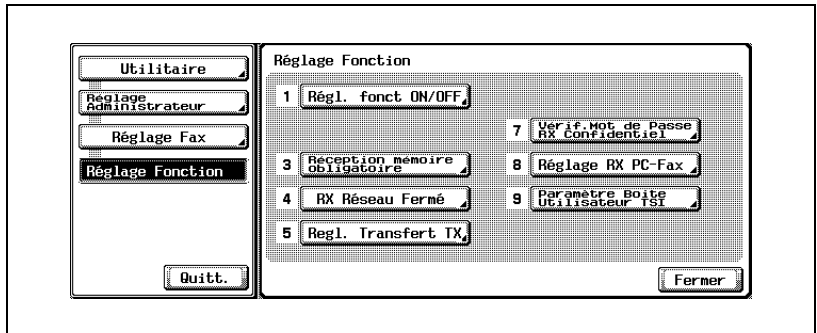 Utilitaire
Réglage
Administrateur
Réglage Fax
Réglage Fonction
Quitt.
Réglage Fonction
1 Régl. fonct ON/OFF
3 Réception mémoire
obligatoire
4 RX Réseau Fermé
5 Regl. Transfert TX
7 Vérif.Mot de Passe
RX Confidentiel
8 Réglage RX PC-Fax
9 Paramètre Boite
Utilisateur TSI
Fermer